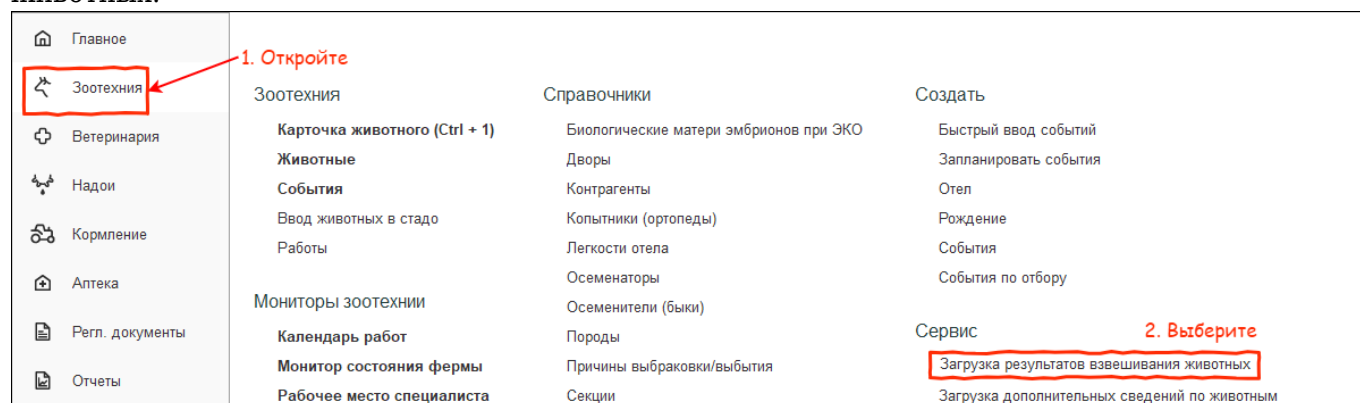 Главное
Зоотехния
Ветеринария
Надои
Кормление
Аптека
Регл. документы
Отчеты
1. Откройте
Зоотехния
Карточка животного (Ctrl + 1)
Животные
События
Ввод животных в стадо
Работы
Мониторы зоотехнии
Календарь работ
Монитор состояния фермы
Рабочее место специалиста
Справочники
Биологические матери эмбрионов при ЭКО
Дворы
Контрагенты
Копытники (ортопеды)
Легкости отела
Осеменаторы
Осеменители (быки)
Породы
Причины выбраковки/выбытия
Секции
Создать
Быстрый ввод событий
Запланировать события
Отел
Рождение
События
События по отбору
Сервис
2. Выберите
Загрузка результатов взвешивания животных
Загрузка дополнительных сведений по животным